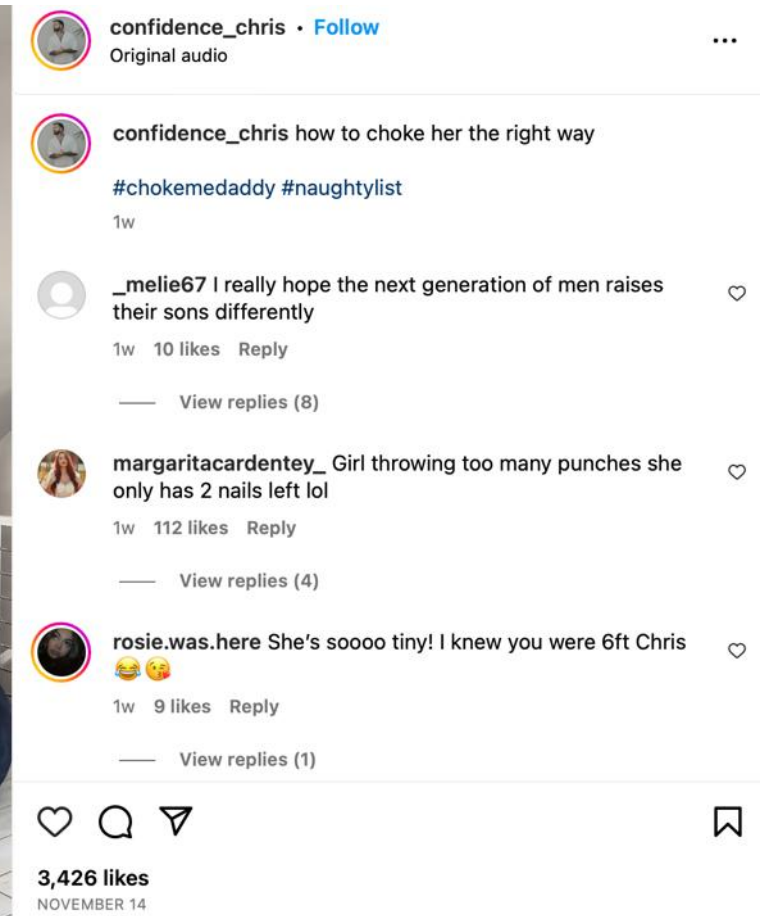 confidence_chris • Follow
Original audio
confidence_chris how to choke her the right way
#chokemedaddy #naughtylist
1w
_melie67 I really hope the next generation of men raises
their sons differently
1w 10 likes Reply
View replies (8)
margaritacardentey_ Girl throwing too many punches she
only has 2 nails left lol
1w 112 likes Reply
View replies (4)
rosie.was.here She's soooo tiny! I knew you were 6ft Chris
😂😘
1w 9 likes Reply
View replies (1)
3,426 likes
NOVEMBER 14